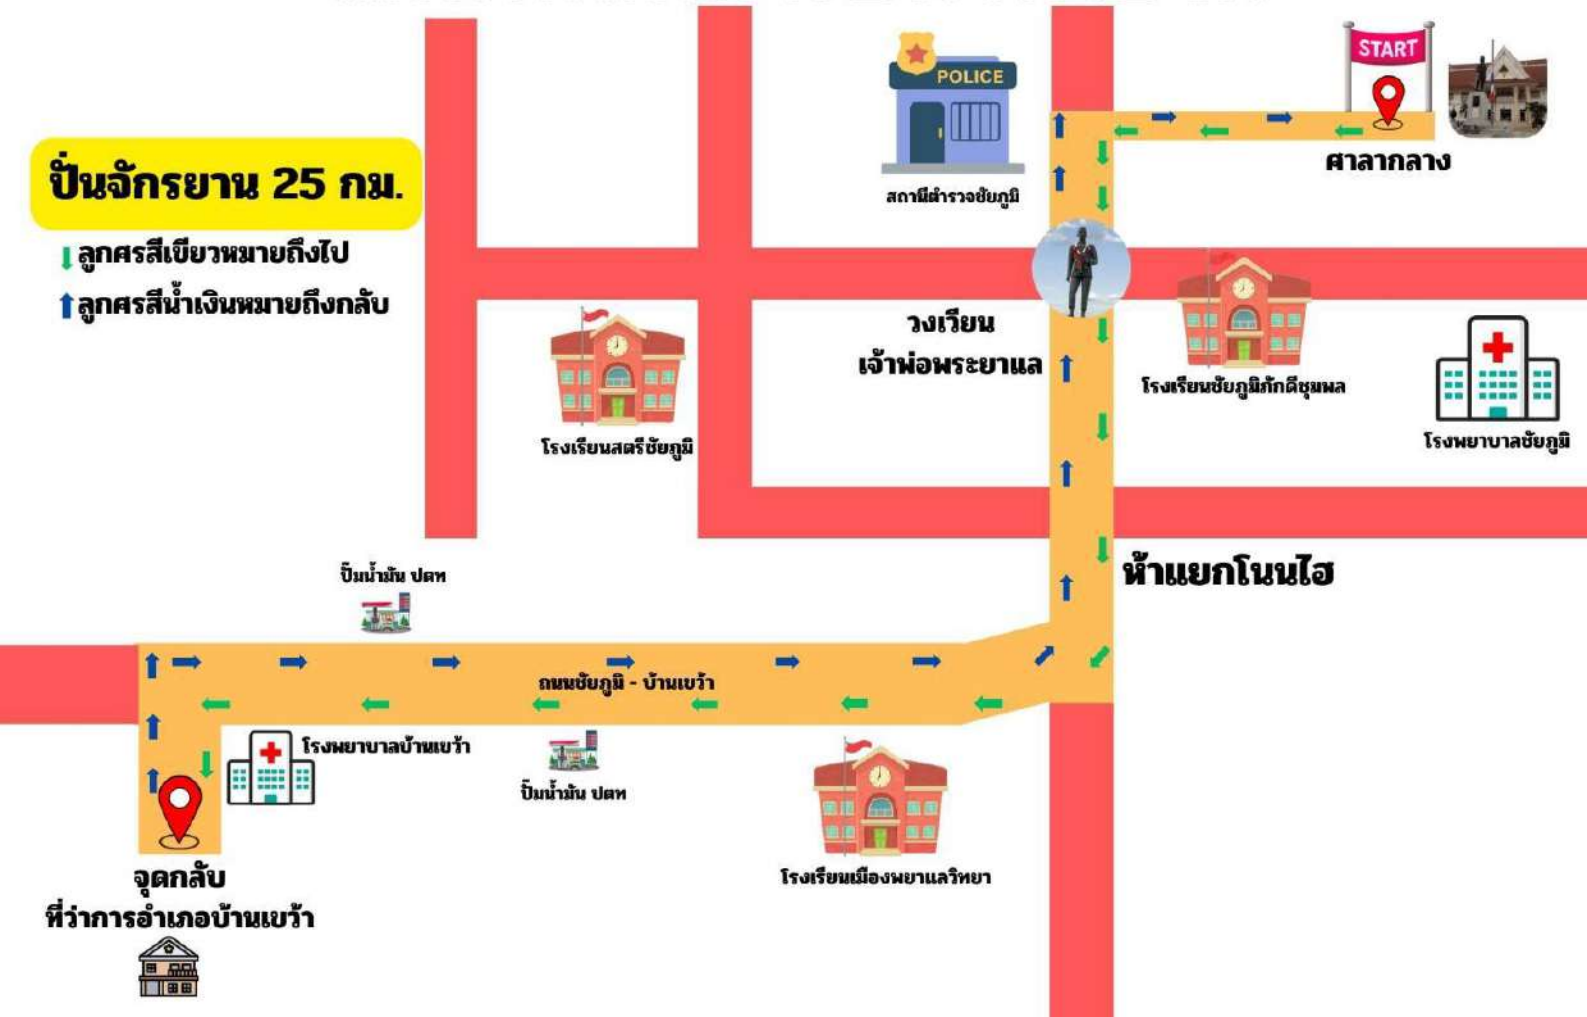 START
POLICE
ศาลากลาง
สถานีตำรวจชัยภูมิ
ปั่นจักรยาน 25 กม.
ลูกศรสีเขียวหมายถึงไป
ลูกศรสีน้ำเงินหมายถึงกลับ
วงเวียน
เจ้าพ่อพระยาแล
โรงเรียนชัยภูมิภักดีชุมพล
โรงพยาบาลชัยภูมิ
โรงเรียนสตรีชัยภูมิ
ห้าแยกโนนไฮ
ปั๊มน้ำมัน ปตท
ถนนชัยภูมิ - บ้านเขว้า
โรงพยาบาลบ้านเขว้า
ปั๊มน้ำมัน ปตท
โรงเรียนเมืองพยาแลวิทยา
จุดกลับ
ที่ว่าการอำเภอบ้านเขว้า